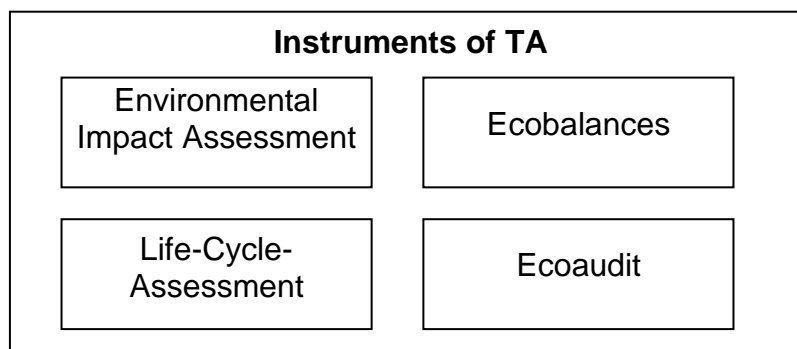 Instruments of TA
Environmental
Impact Assessment
Ecobalances
Life-Cycle-
Assessment
Ecoaudit